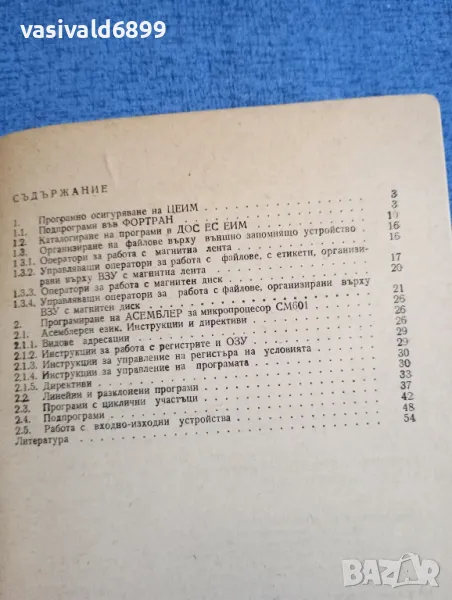 vasivald6899
СЪДЪРЖАНИЕ
1. Програмно осигуряване на ЦЕИМ 3
1.1. Подпрограми във ФОРТРАН 3
1.2. Каталогиране на програми в ДОС ЕС ЕИМ 10
1.3. Организиране на файлове върху външно запомнящо устройство 16
1.3.1. Оператори за работа с магнитна лента 16
1.3.2. Управляващи оператори за работа с файлове, с етикети, организи-
рани върху ВЗУ с магнитна лента 17
1.3.3. Оператори за работа с магнитен диск 20
1.3.4. Управляващи оператори за работа с файлове, организирани върху
ВЗУ с магнитен диск 21
2. Програмиране на АСЕМБЛЕР за микропроцесор СМ601 26
2.1. Асемблерен език. Инструкции и директиви 26
2.1.1. Видове адресации 26
2.1.2. Инструкции за работа с регистрите и ОЗУ 29
2.1.3. Инструкции за управление на регистъра на условията 29
2.1.4. Инструкции за управление на програмата 30
2.1.5. Директиви 30
2.2. Линейни и разклонени програми 33
2.3. Програми с циклични участъци 37
2.4. Подпрограми 42
2.5. Работа с входно-изходни устройства 48
Литература 54
BAZAR